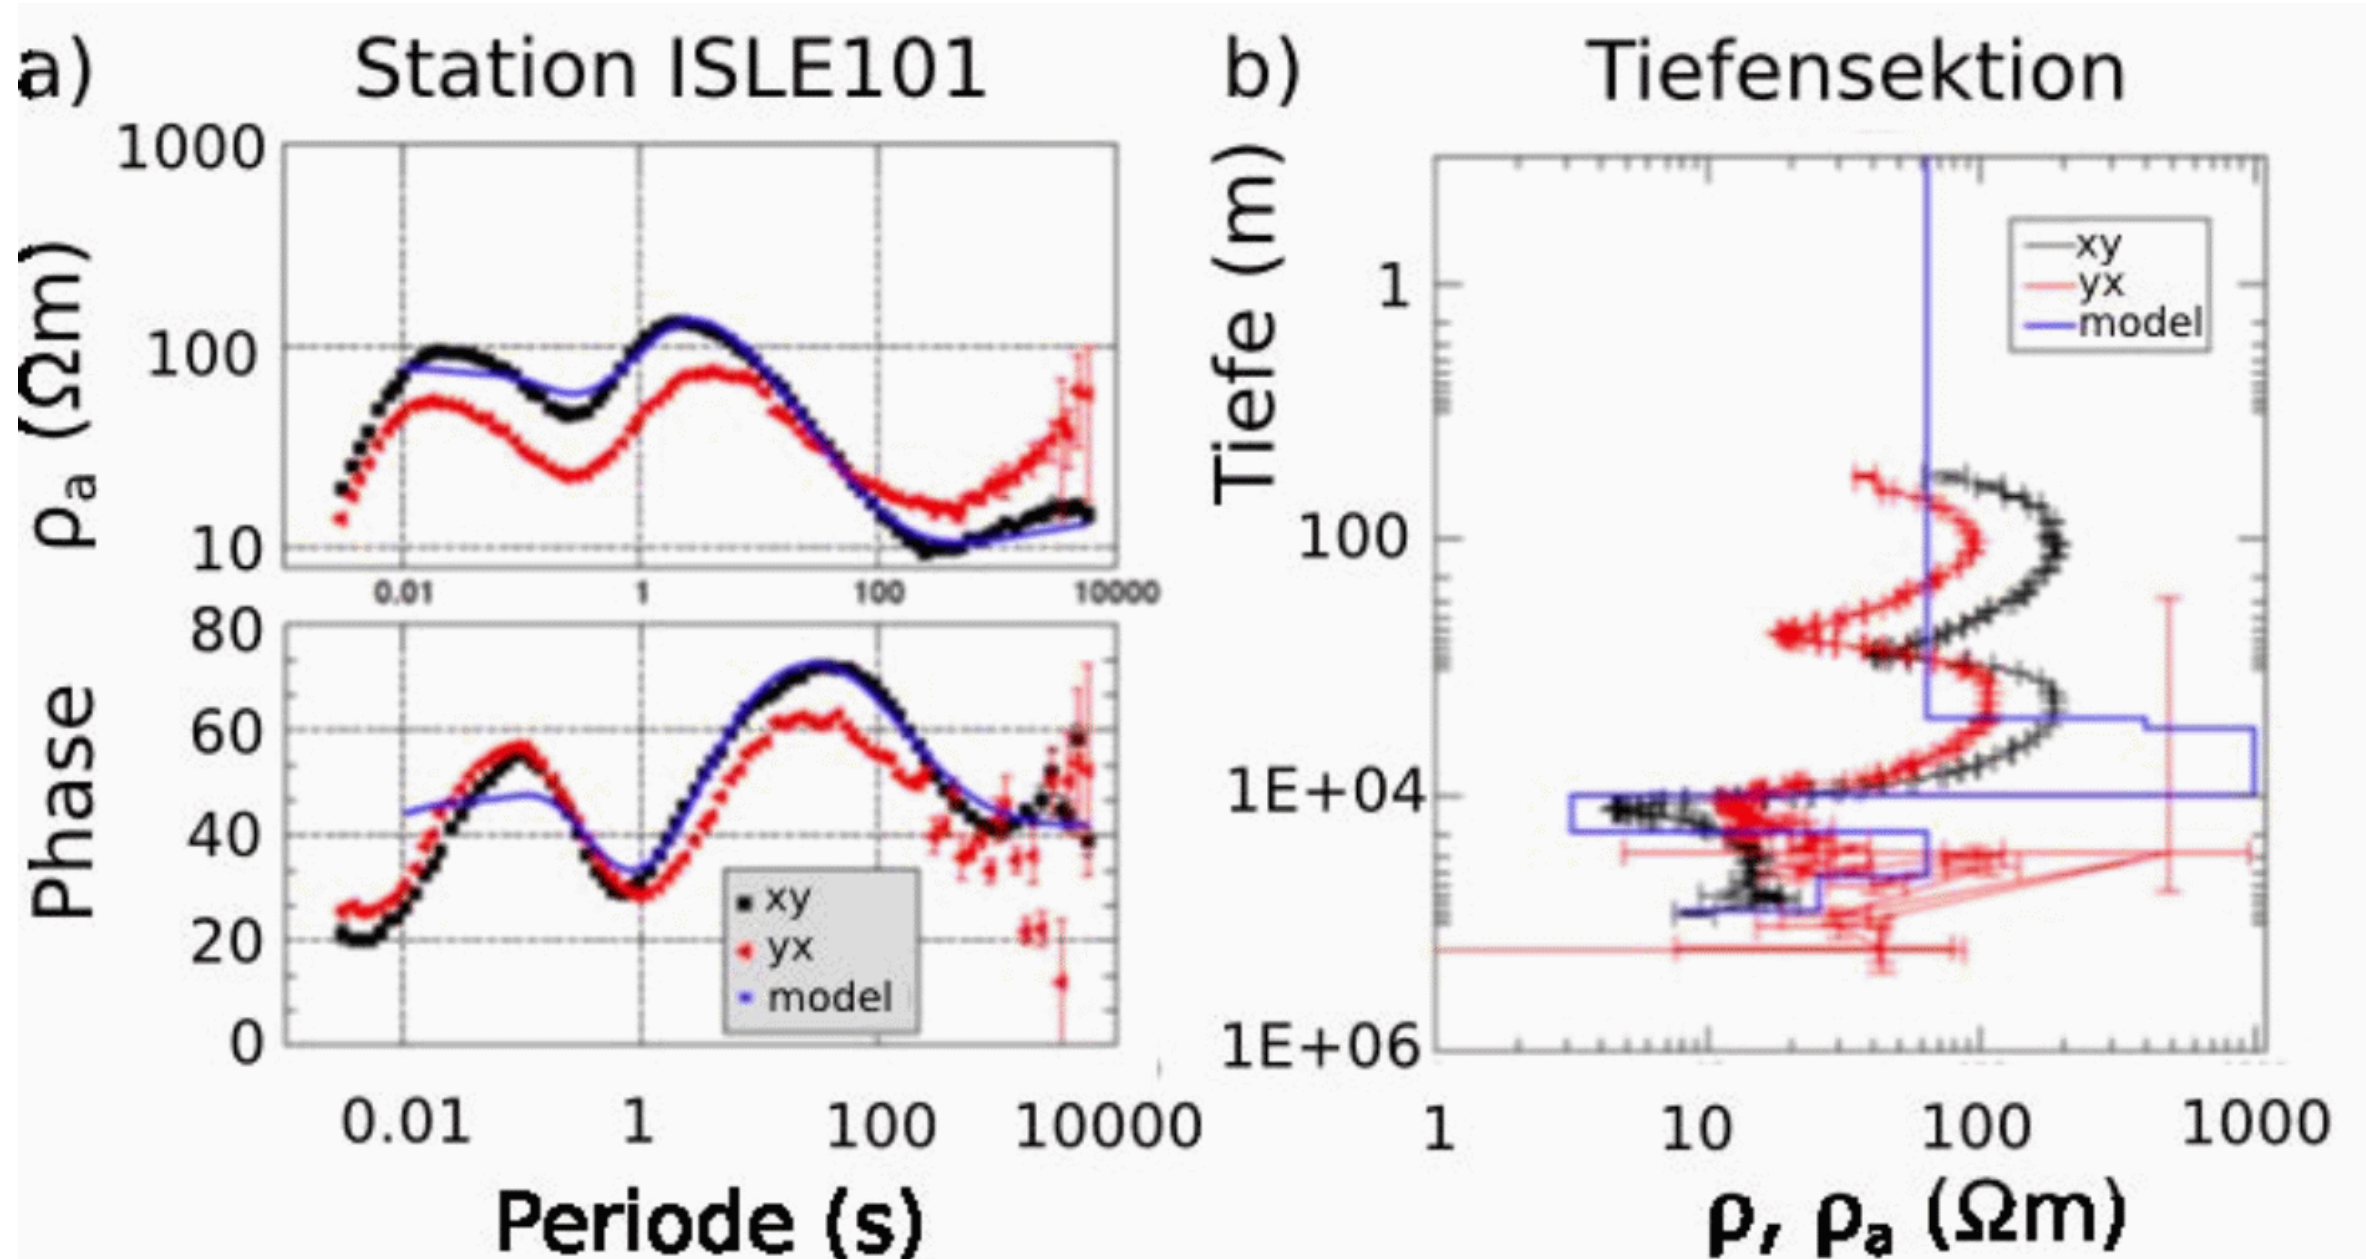 a) Station ISLE101
1000
100
10
ρa (Ωm)
0.01 1 100 10000
80
60
40
20
0
Phase
xy
yx
model
0.01 1 100 10000
Periode (s)
b) Tiefensektion
Tiefe (m)
1
100
1E+04
1E+06
xy
yx
model
1 10 100 1000
ρ, ρa (Ωm)